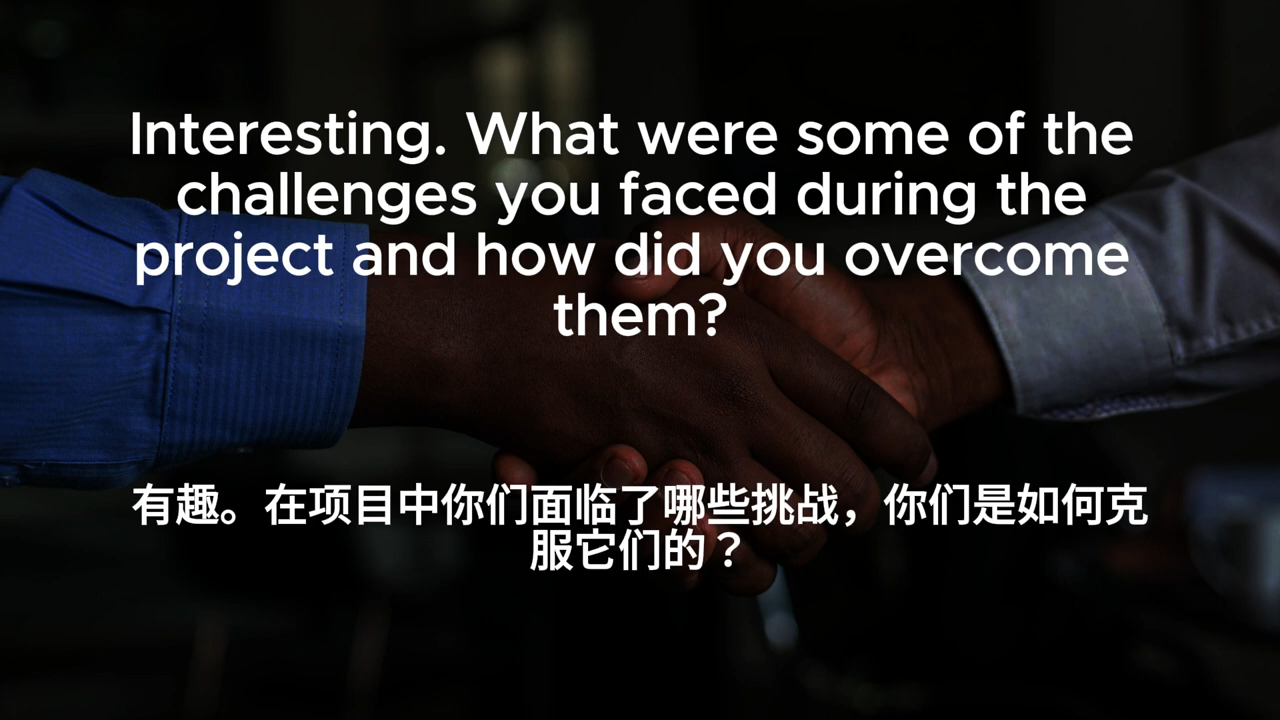 Interesting. What were some of the
challenges you faced during the
project and how did you overcome
them?
有趣。在项目中你们面临了哪些挑战，你们是如何克
服它们的？